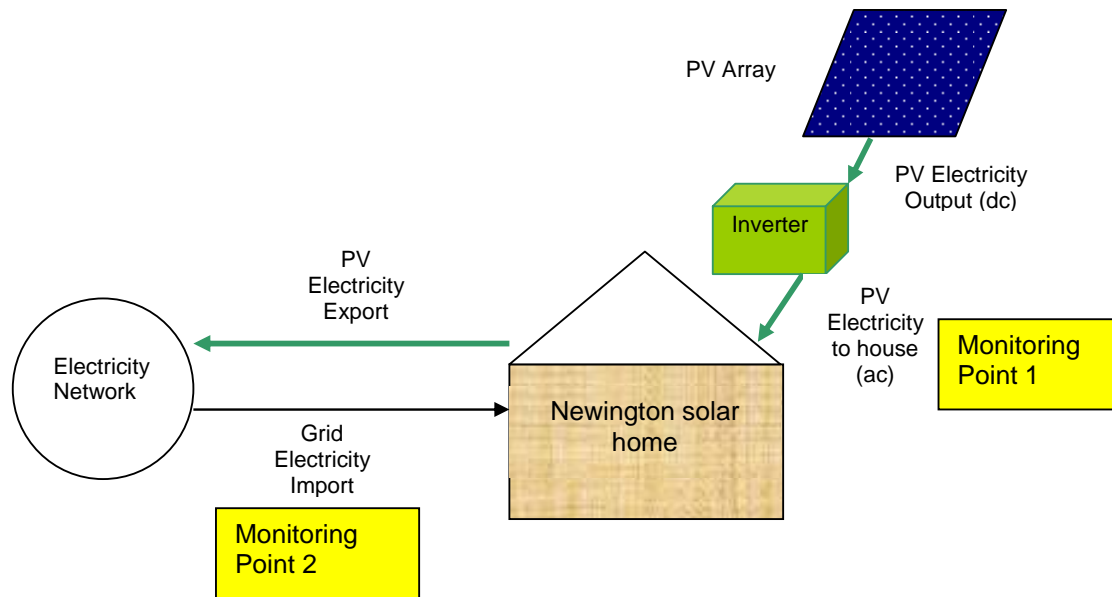 PV Array
PV Electricity
Output (dc)
Inverter
PV
Electricity
Export
PV
Electricity
to house
(ac)
Monitoring
Point 1
Electricity
Network
Newington solar
home
Grid
Electricity
Import
Monitoring
Point 2